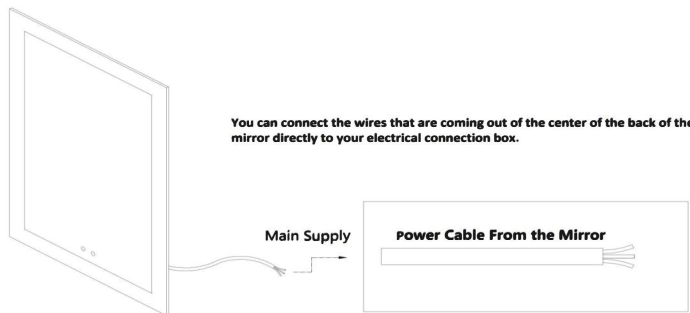 You can connect the wires that are coming out of the center of the back of the
mirror directly to your electrical connection box.
Main Supply
Power Cable From the Mirror